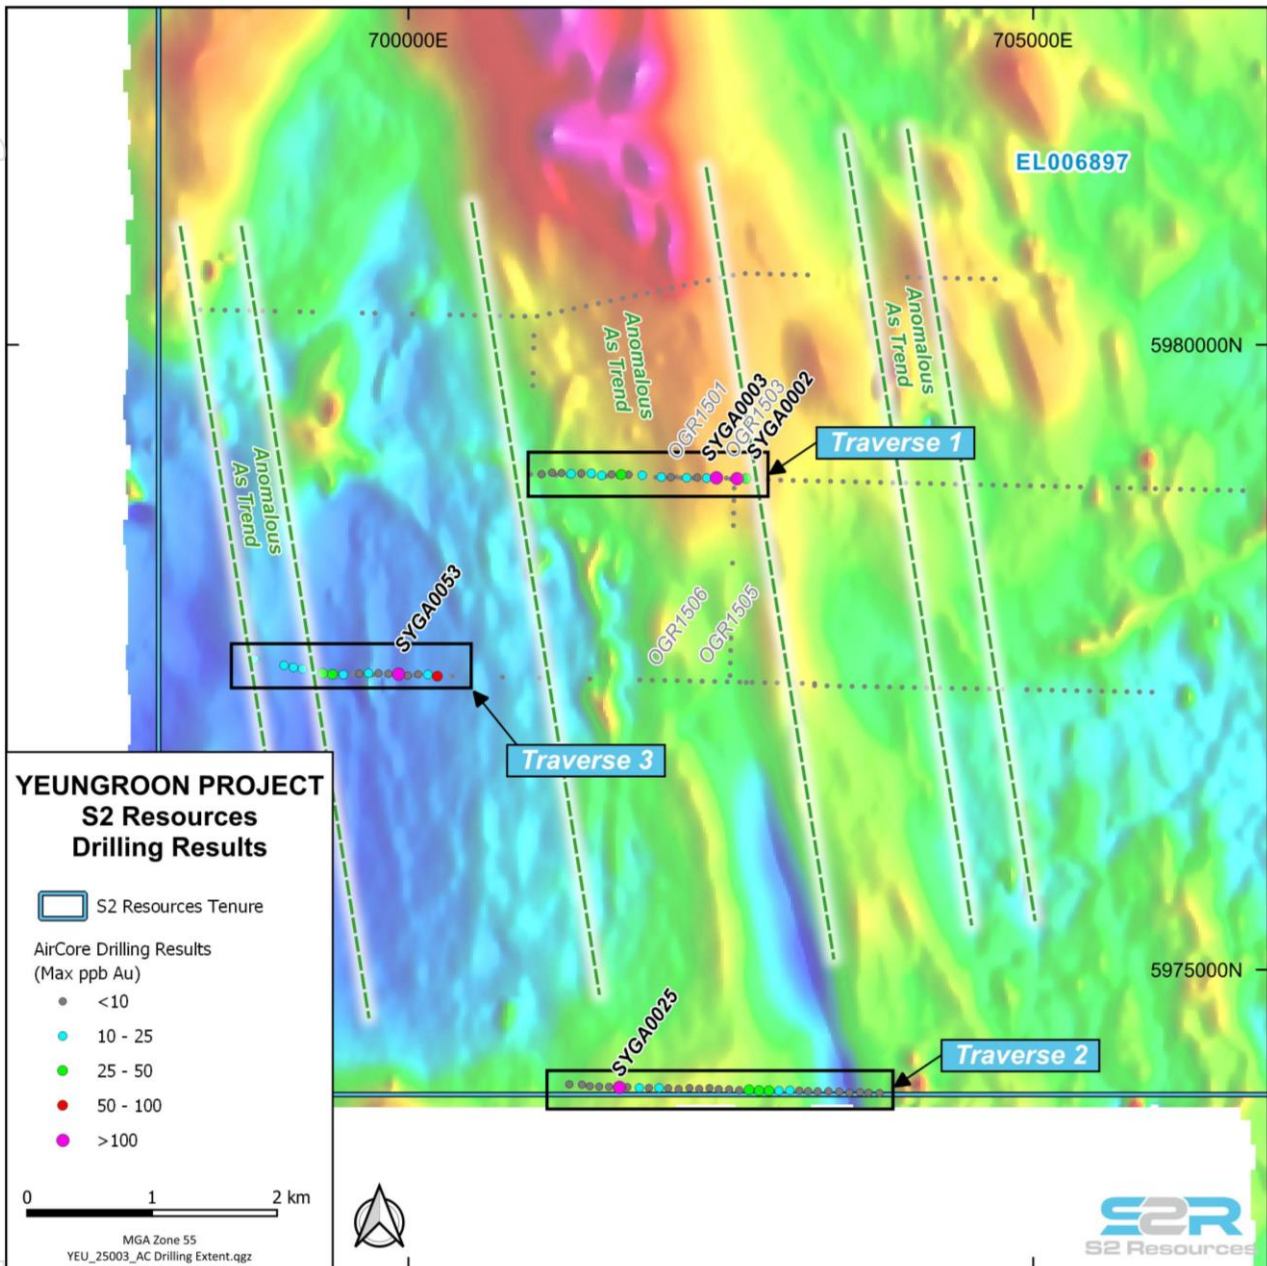 700000E
705000E
EL006897
5980000N
Anomalous
As Trend
Anomalous
As Trend
OGR1501
SYGA0003
OGR1503
SYGA0002
Traverse 1
Anomalous
As Trend
SYGA0053
OGR1506
OGR1505
Traverse 3
5975000N
SYGA0025
Traverse 2
YEUNGROON PROJECT
S2 Resources
Drilling Results
S2 Resources Tenure
AirCore Drilling Results
(Max ppb Au)
<10
10 - 25
25 - 50
50 - 100
>100
0 1 2 km
MGA Zone 55
YEU_25003_AC Drilling Extent.qgz
S2R
S2 Resources